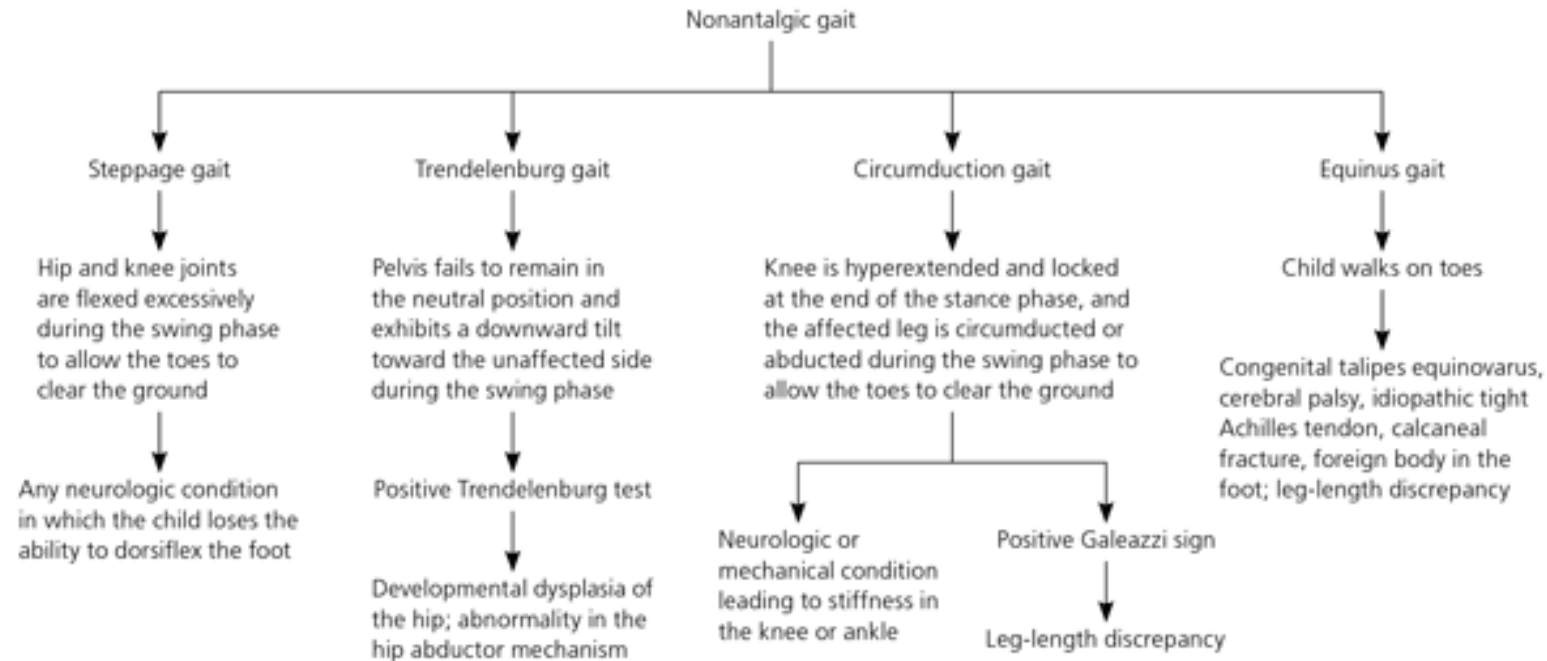 Nonantalgic gait
Steppage gait
Trendelenburg gait
Circumduction gait
Equinus gait
Hip and knee joints
are flexed excessively
during the swing phase
to allow the toes to
clear the ground
Pelvis fails to remain in
the neutral position and
exhibits a downward tilt
toward the unaffected side
during the swing phase
Knee is hyperextended and locked
at the end of the stance phase, and
the affected leg is circumducted or
abducted during the swing phase to
allow the toes to clear the ground
Child walks on toes
Any neurologic condition
in which the child loses the
ability to dorsiflex the foot
Positive Trendelenburg test
Developmental dysplasia of
the hip; abnormality in the
hip abductor mechanism
Neurologic or
mechanical condition
leading to stiffness in
the knee or ankle
Positive Galeazzi sign
Leg-length discrepancy
Congenital talipes equinovarus,
cerebral palsy, idiopathic tight
Achilles tendon, calcaneal
fracture, foreign body in the
foot; leg-length discrepancy